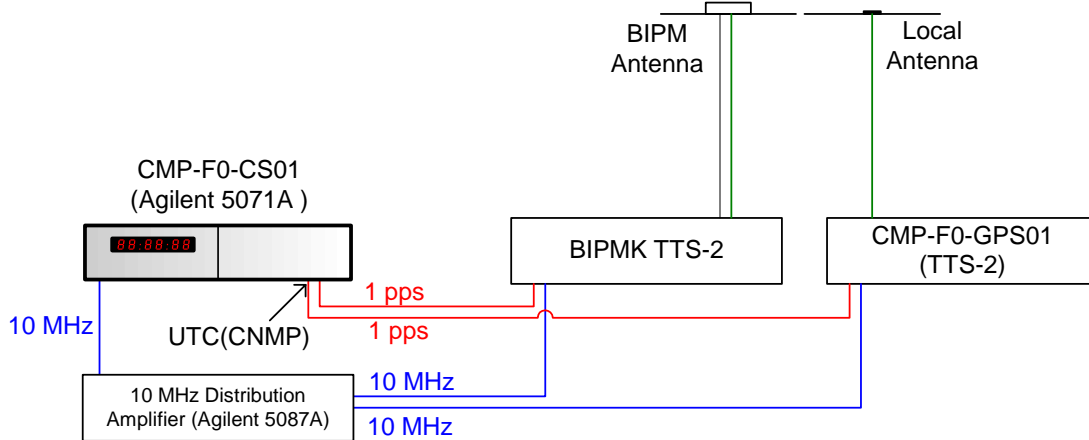 BIPM
Antenna
Local
Antenna
CMP-F0-CS01
(Agilent 5071A )
88:88:88
BIPMK TTS-2
CMP-F0-GPS01
(TTS-2)
1 pps
10 MHz
UTC(CNMP)
1 pps
10 MHz Distribution
Amplifier (Agilent 5087A)
10 MHz
10 MHz